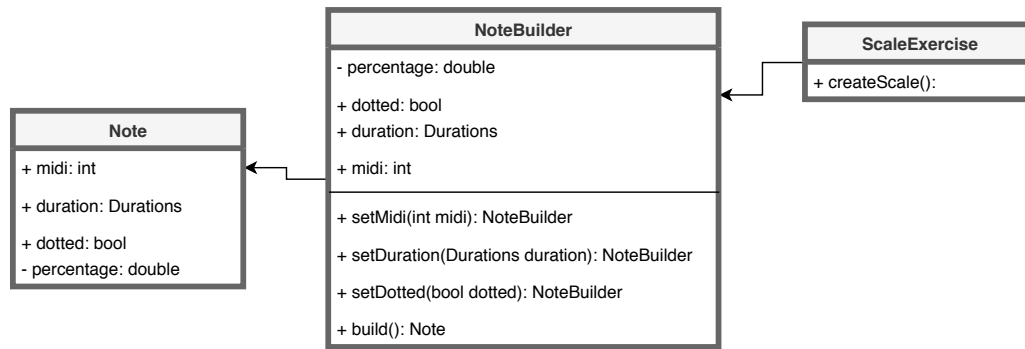 Note
+ midi: int
+ duration: Durations
+ dotted: bool
- percentage: double
NoteBuilder
- percentage: double
+ dotted: bool
+ duration: Durations
+ midi: int
+ setMidi(int midi): NoteBuilder
+ setDuration(Durations duration): NoteBuilder
+ setDotted(bool dotted): NoteBuilder
+ build(): Note
ScaleExercise
+ createScale():